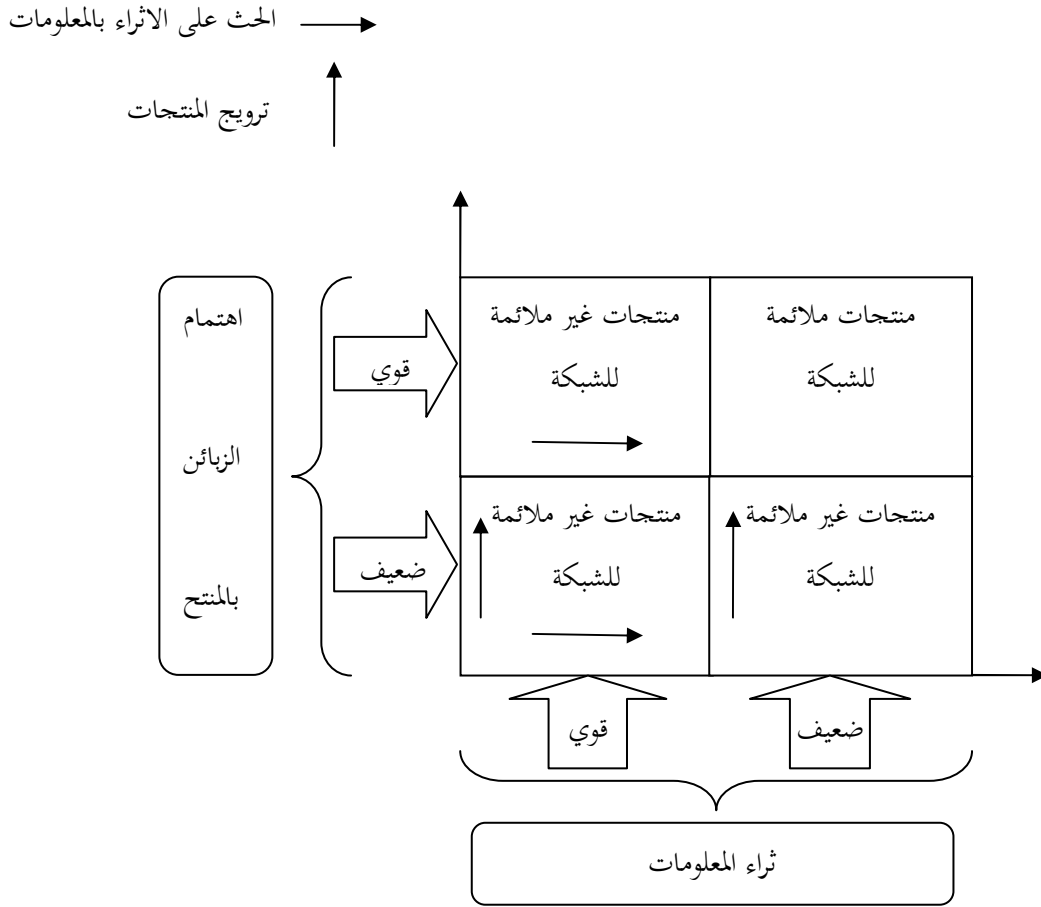 الحث على الاثراء بالمعلومات
ترويج المنتجات
منتجات ملائمة
للشبكة
منتجات غير ملائمة
للشبكة
قوي
اهتمام
الزبائن
بالمنتح
منتجات غير ملائمة
للشبكة
منتجات غير ملائمة
للشبكة
ضعيف
ضعيف
قوي
ثراء المعلومات